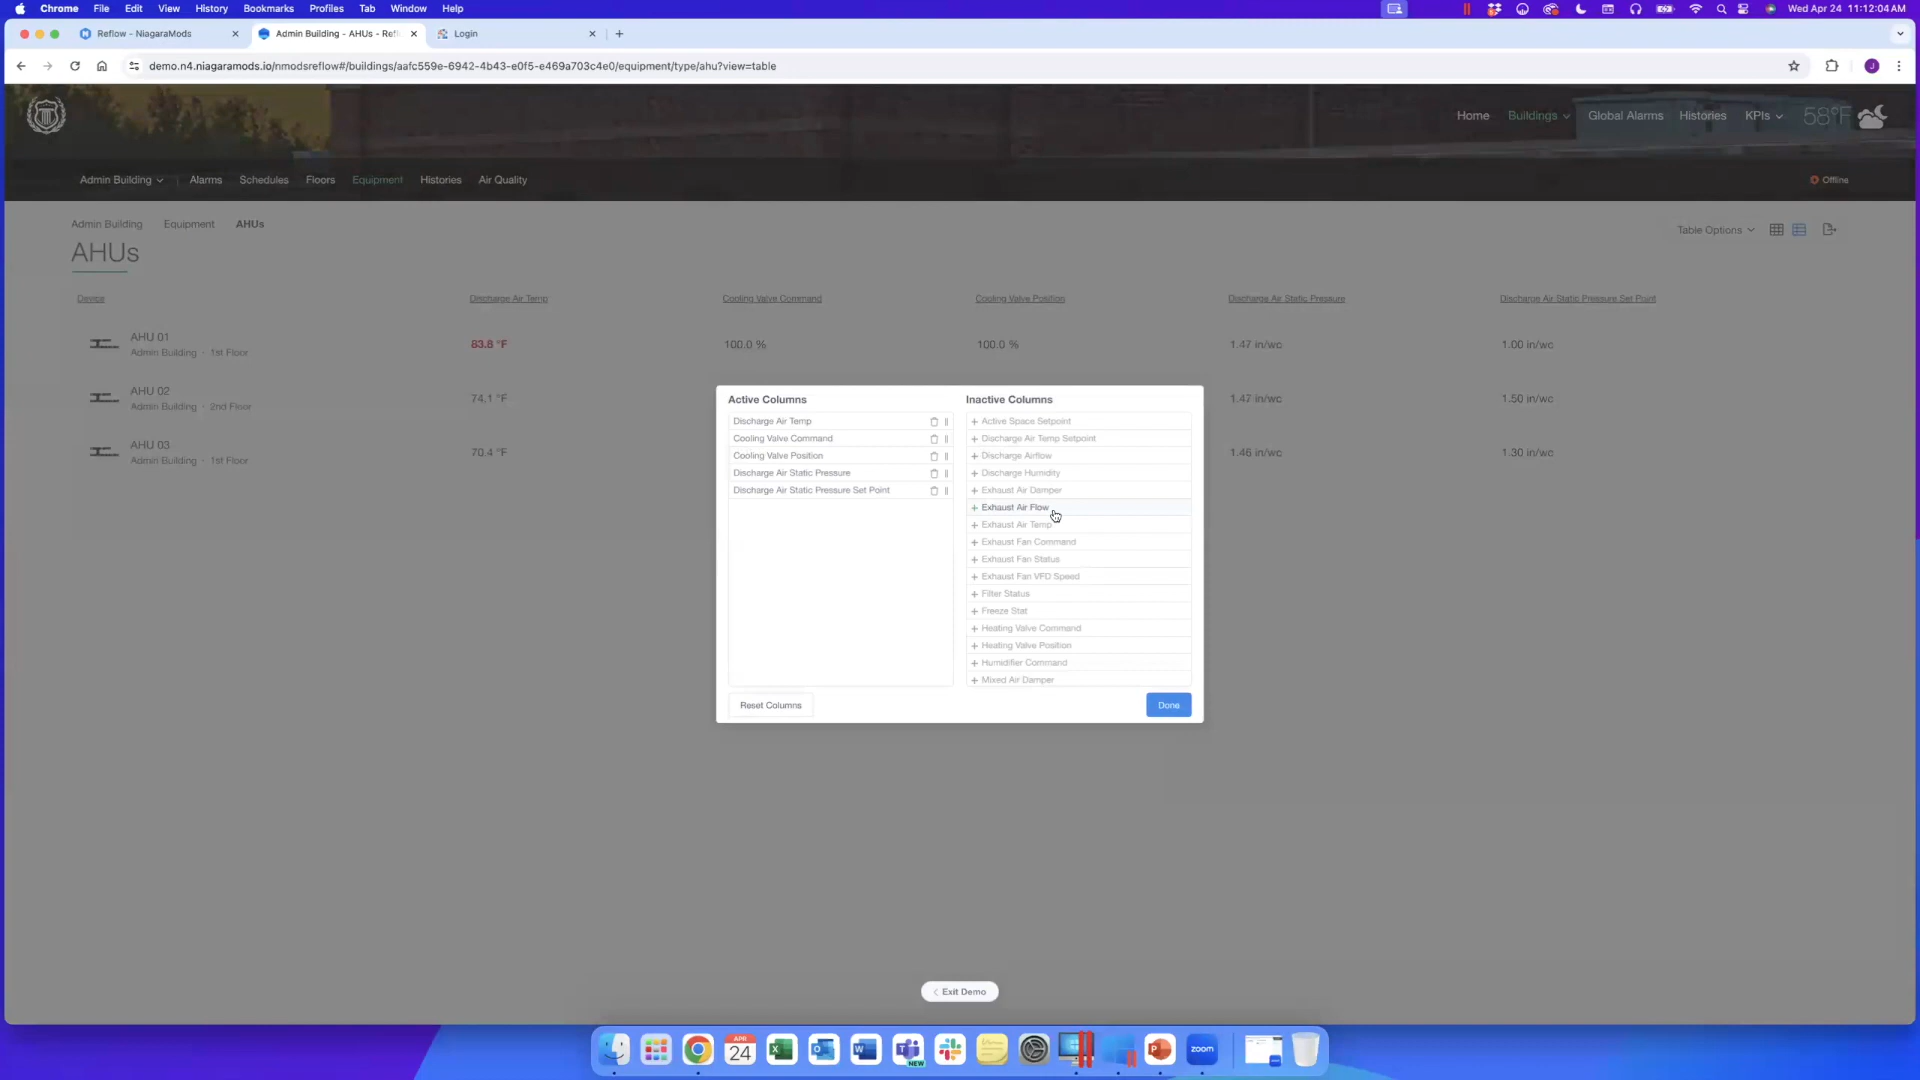 Chrome File Edit View History Bookmarks Profiles Tab Window Help Wed Apr 24 11:12:04 AM
Reflow - NiagaraMods Admin Building - AHUs - Refl Login
demo.n4.niagaramods.io/nmodsreflow#/buildings/aafc559e-6942-4b43-e0f5-e469a703c4e0/equipment/type/ahu?view=table J
Home Buildings Global Alarms Histories KPIs 58°F
Admin Building Alarms Schedules Floors Equipment Histories Air Quality Offline
Admin Building Equipment AHUs
Table Options
AHUs
Device Discharge Air Temp Cooling Valve Command Cooling Valve Position Discharge Air Static Pressure Discharge Air Static Pressure Set Point
AHU 01
Admin Building - 1st Floor
83.8 °F 100.0 % 100.0 % 1.47 in/wc 1.00 in/wc
AHU 02
Admin Building - 2nd Floor
74.1 °F 1.47 in/wc 1.50 in/wc
AHU 03
Admin Building - 1st Floor
70.4 °F 1.46 in/wc 1.30 in/wc
Active Columns
Discharge Air Temp
Cooling Valve Command
Cooling Valve Position
Discharge Air Static Pressure
Discharge Air Static Pressure Set Point
Reset Columns
Inactive Columns
+ Active Space Setpoint
+ Discharge Air Temp Setpoint
+ Discharge Airflow
+ Discharge Humidity
+ Exhaust Air Damper
+ Exhaust Air Flow
+ Exhaust Air Temp
+ Exhaust Fan Command
+ Exhaust Fan Status
+ Exhaust Fan VFD Speed
+ Filter Status
+ Freeze Stat
+ Heating Valve Command
+ Heating Valve Position
+ Humidifier Command
+ Mixed Air Damper
Done
< Exit Demo
APR
24
NEW
zoom